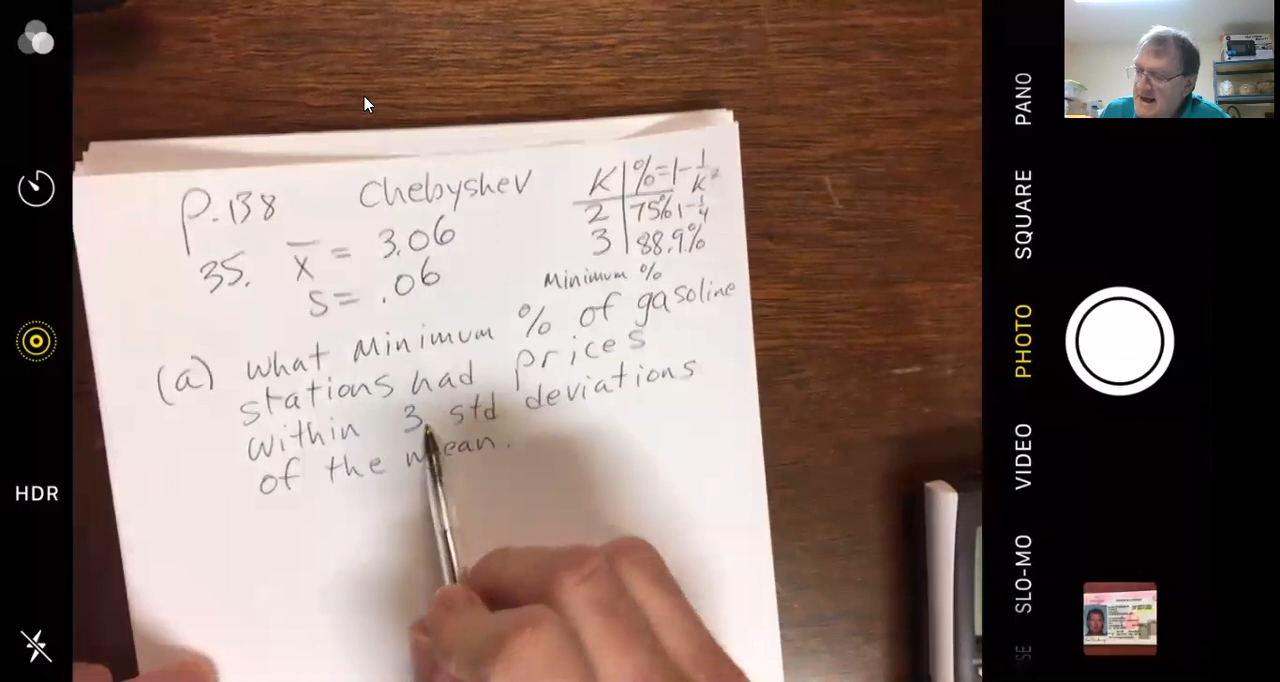 P.138
Chebyshev
K %=1-1/k²
2 75% 1-1/4
3 88.9%
Minimum %
35. x̄ = 3.06
s= .06
(a) What Minimum % of gasoline
stations had prices
within 3 std deviations
of the mean.
HDR
PANO
SQUARE
PHOTO
VIDEO
SLO-MO
SE